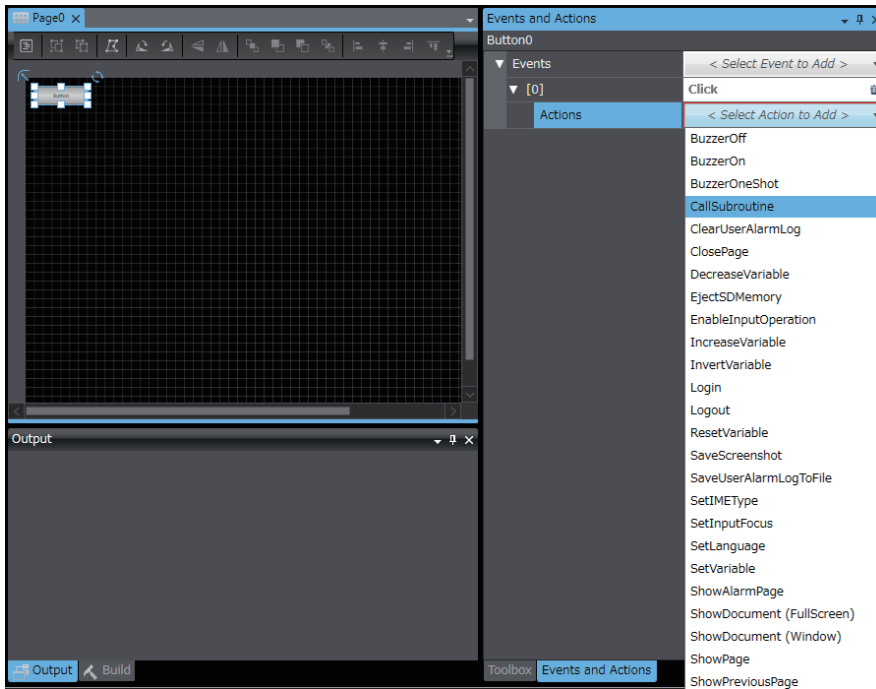 Page0
Button
Output
Output
Build
Events and Actions
Button0
Events
< Select Event to Add >
[0]
Click
Actions
< Select Action to Add >
BuzzerOff
BuzzerOn
BuzzerOneShot
CallSubroutine
ClearUserAlarmLog
ClosePage
DecreaseVariable
EjectSDMemory
EnableInputOperation
IncreaseVariable
InvertVariable
Login
Logout
ResetVariable
SaveScreenshot
SaveUserAlarmLogToFile
SetIMEType
SetInputFocus
SetLanguage
SetVariable
ShowAlarmPage
ShowDocument (FullScreen)
ShowDocument (Window)
ShowPage
ShowPreviousPage
Toolbox
Events and Actions